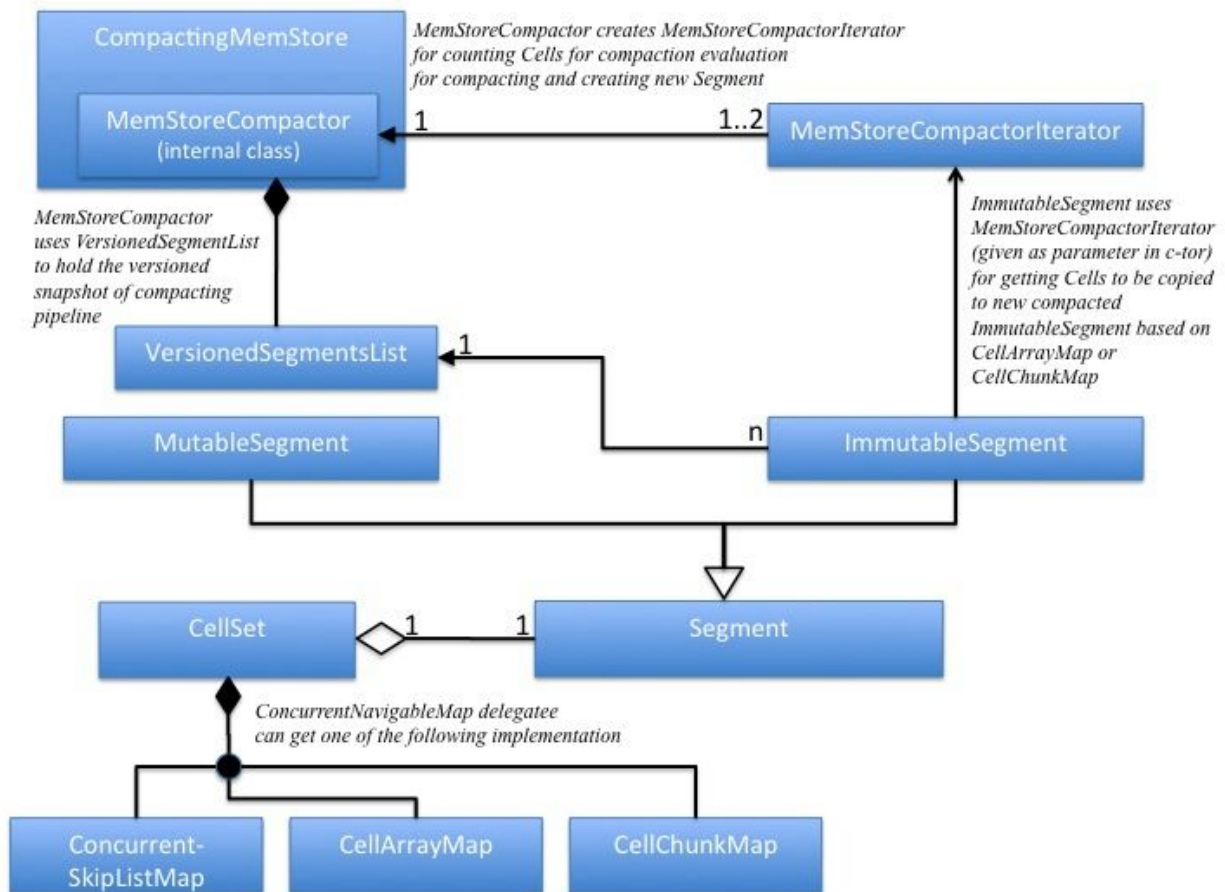 CompactingMemStore
MemStoreCompactor creates MemStoreCompactorIterator
for counting Cells for compaction evaluation
for compacting and creating new Segment
MemStoreCompactor
(internal class)
1
1..2
MemStoreCompactorIterator
MemStoreCompactor
uses VersionedSegmentList
to hold the versioned
snapshot of compacting
pipeline
ImmutableSegment uses
MemStoreCompactorIterator
(given as parameter in c-tor)
for getting Cells to be copied
to new compacted
ImmutableSegment based on
CellArrayMap or
CellChunkMap
VersionedSegmentsList
1
MutableSegment
n
ImmutableSegment
CellSet
1
1
Segment
ConcurrentNavigableMap delegatee
can get one of the following implementation
Concurrent-
SkipListMap
CellArrayMap
CellChunkMap